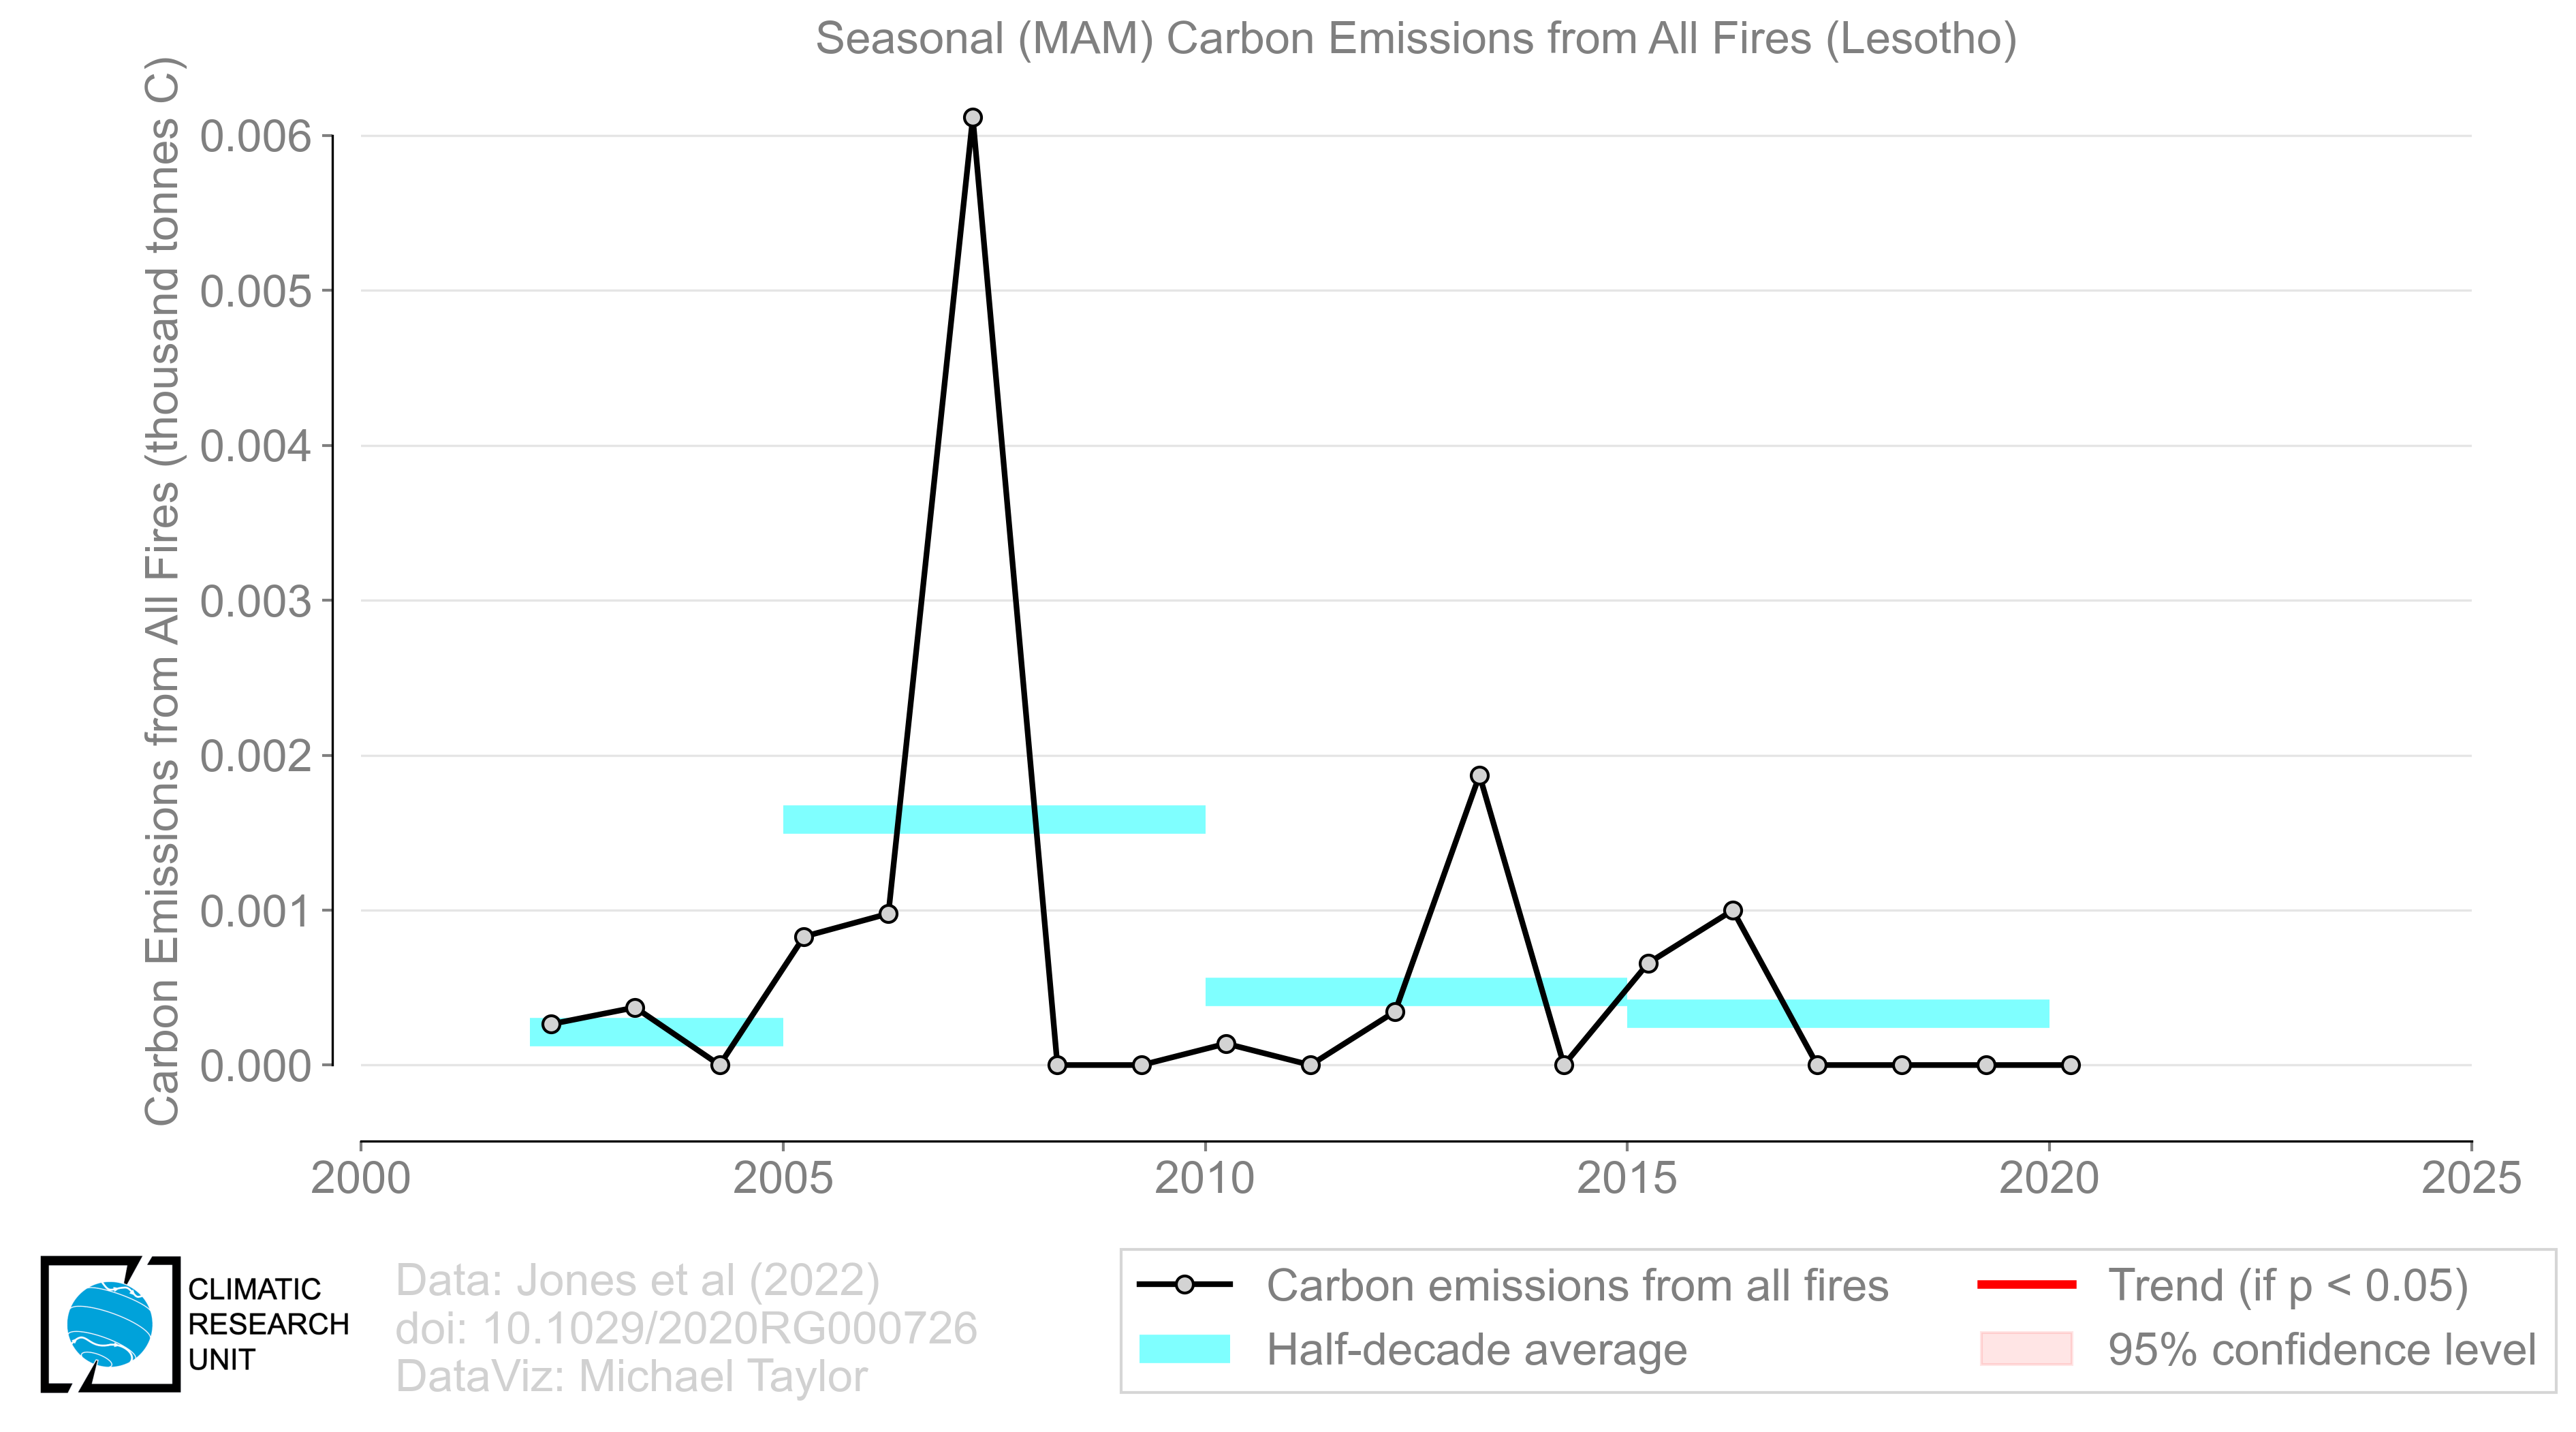 Seasonal (MAM) Carbon Emissions from All Fires (Lesotho)
Carbon Emissions from All Fires (thousand tonnes C)
0.006
0.005
0.004
0.003
0.002
0.001
0.000
2000 2005 2010 2015 2020 2025
CLIMATIC
RESEARCH
UNIT
Data: Jones et al (2022)
doi: 10.1029/2020RG000726
DataViz: Michael Taylor
Carbon emissions from all fires
Half-decade average
Trend (if p < 0.05)
95% confidence level